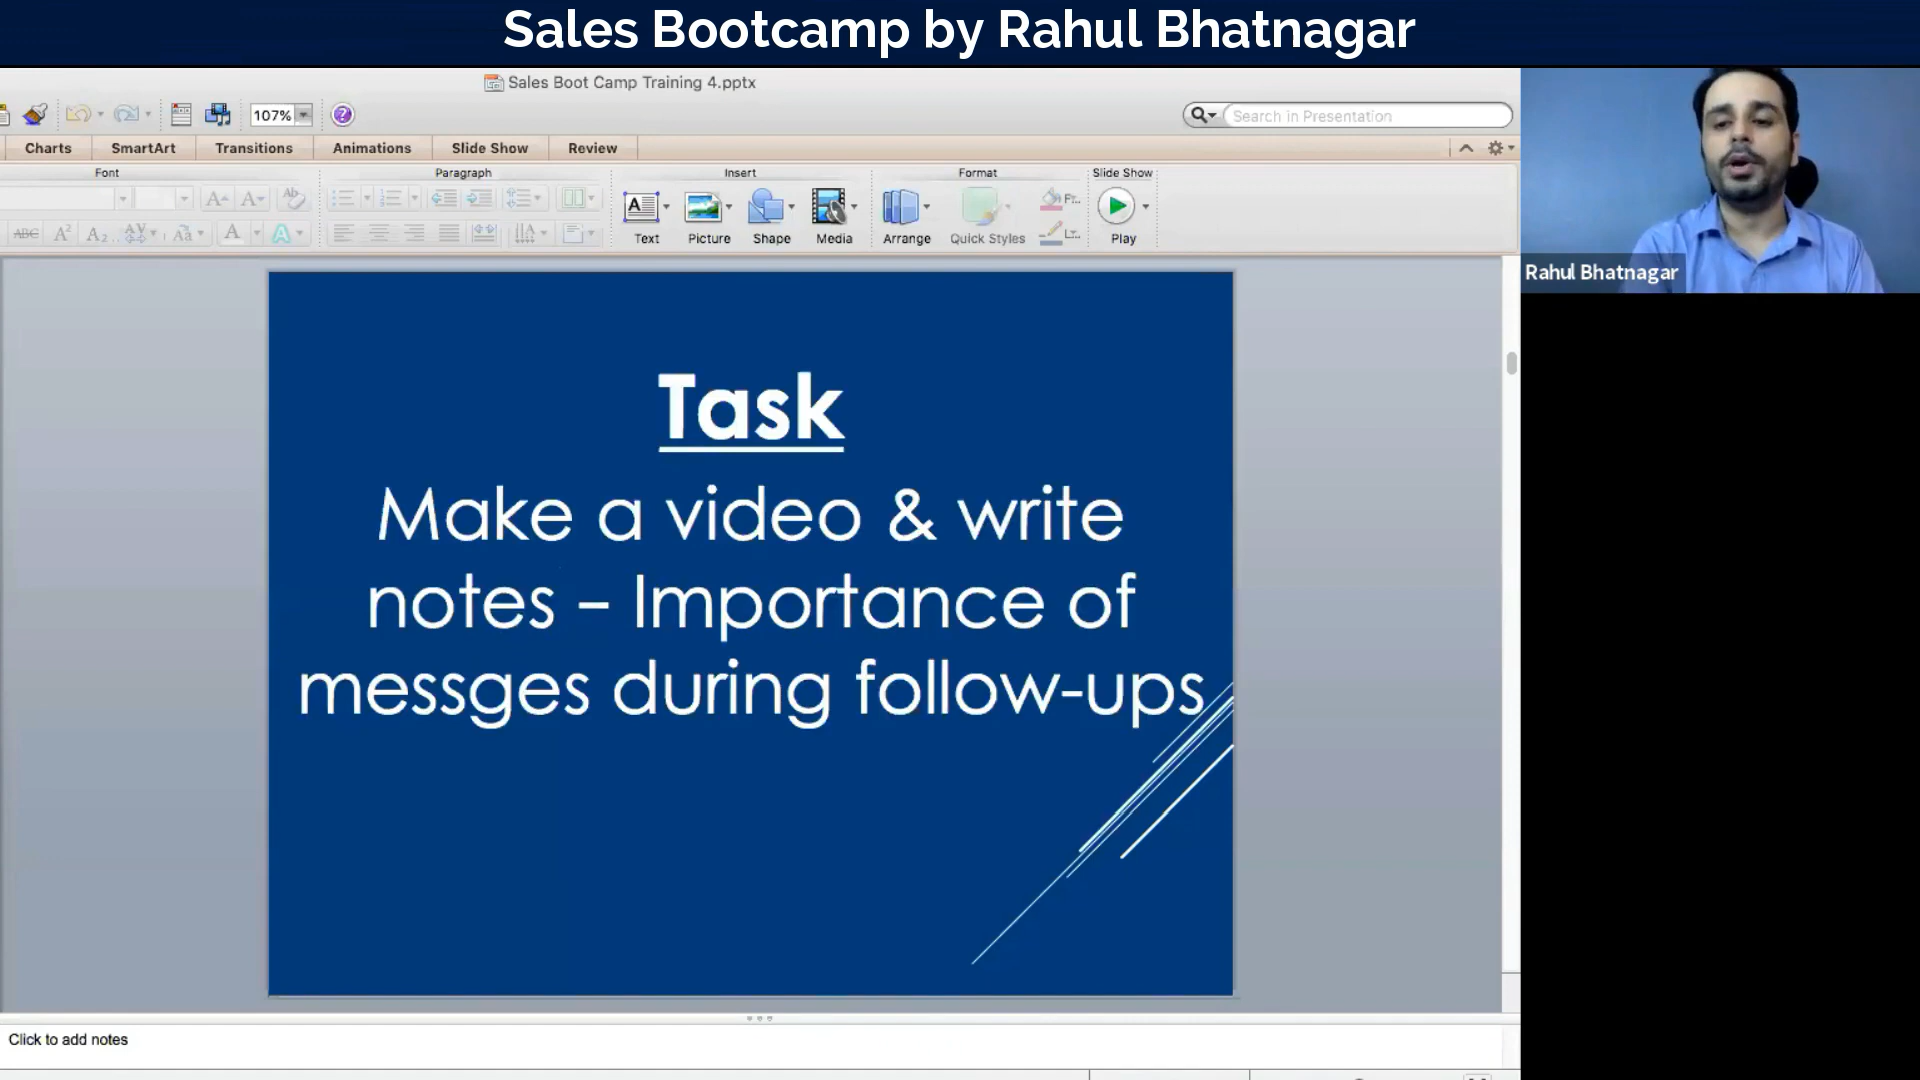 Sales Bootcamp by Rahul Bhatnagar
Sales Boot Camp Training 4.pptx
107%
Search in Presentation
Charts SmartArt Transitions Animations Slide Show Review
Font Paragraph Insert Format Slide Show
Text Picture Shape Media Arrange Quick Styles Play
Rahul Bhatnagar
Task
Make a video & write
notes – Importance of
messges during follow-ups
Click to add notes